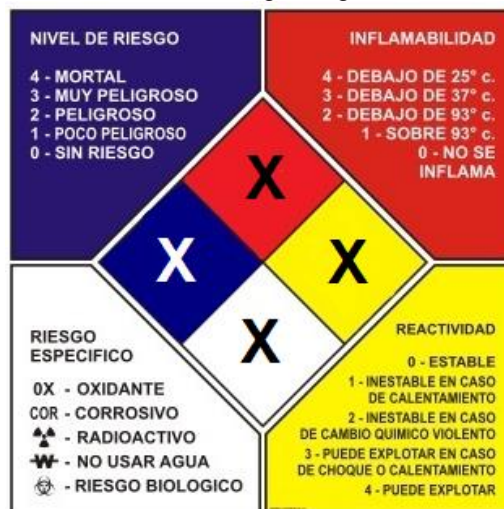 NIVEL DE RIESGO
4 - MORTAL
3 - MUY PELIGROSO
2 - PELIGROSO
1 - POCO PELIGROSO
0 - SIN RIESGO
INFLAMABILIDAD
4 - DEBAJO DE 25° c.
3 - DEBAJO DE 37° c.
2 - DEBAJO DE 93° c.
1 - SOBRE 93° c.
0 - NO SE
INFLAMA
X
X
X
X
RIESGO
ESPECIFICO
OX - OXIDANTE
COR - CORROSIVO
- RADIOACTIVO
W - NO USAR AGUA
- RIESGO BIOLOGICO
REACTIVIDAD
0 - ESTABLE
1 - INESTABLE EN CASO
DE CALENTAMIENTO
2 - INESTABLE EN CASO
DE CAMBIO QUIMICO VIOLENTO
3 - PUEDE EXPLOTAR EN CASO
DE CHOQUE O CALENTAMIENTO
4 - PUEDE EXPLOTAR